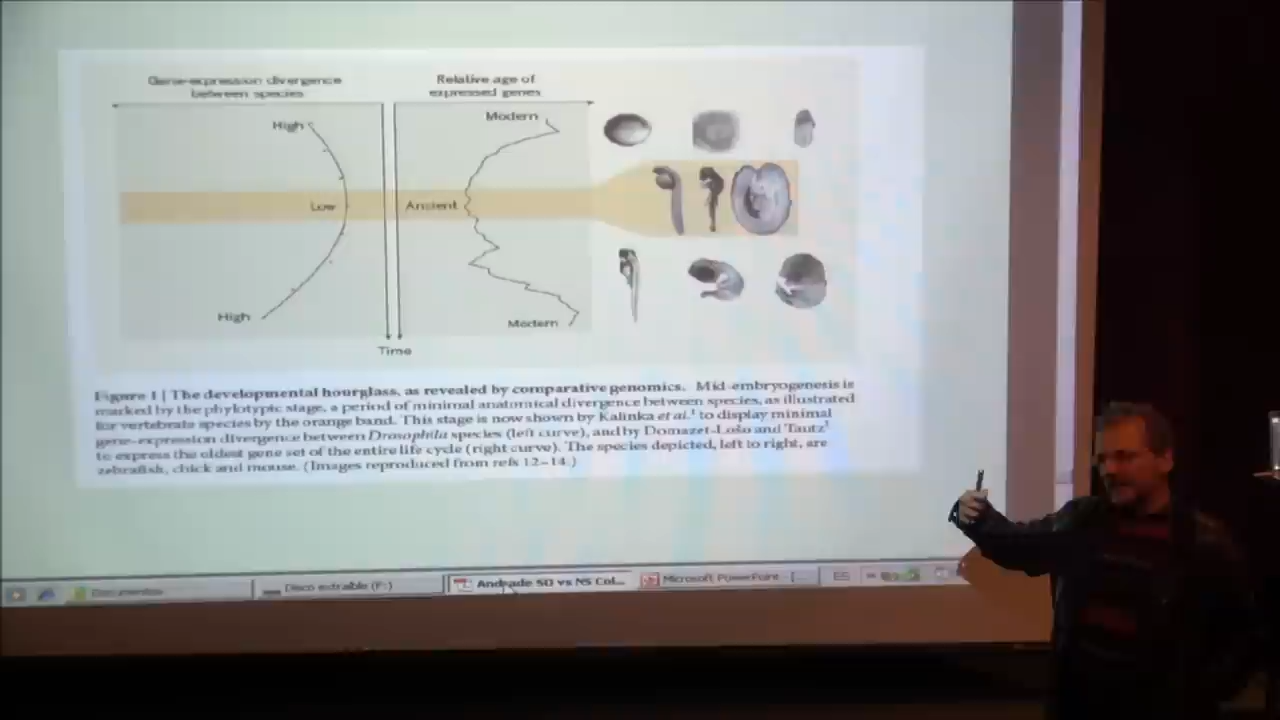 Gene-expression divergence
between species
Relative age of
expressed genes
High
Modern
Low
Ancient
High
Modern
Time
Figure 1 | The developmental hourglass, as revealed by comparative genomics. Mid-embryogenesis is
marked by the phylotypic stage, a period of minimal anatomical divergence between species, as illustrated
for vertebrate species by the orange band. This stage is now shown by Kalinka et al.¹ to display minimal
gene-expression divergence between Drosophila species (left curve), and by Domazet-Lošo and Tautz
to express the oldest gene set of the entire life cycle (right curve). The species depicted, left to right, are
zebrafish, chick and mouse. (Images reproduced from refs 12–14.)
Documentos
Disco extraíble (F:)
Andrade SO vs NS Col...
Microsoft PowerPoint - [...
ES